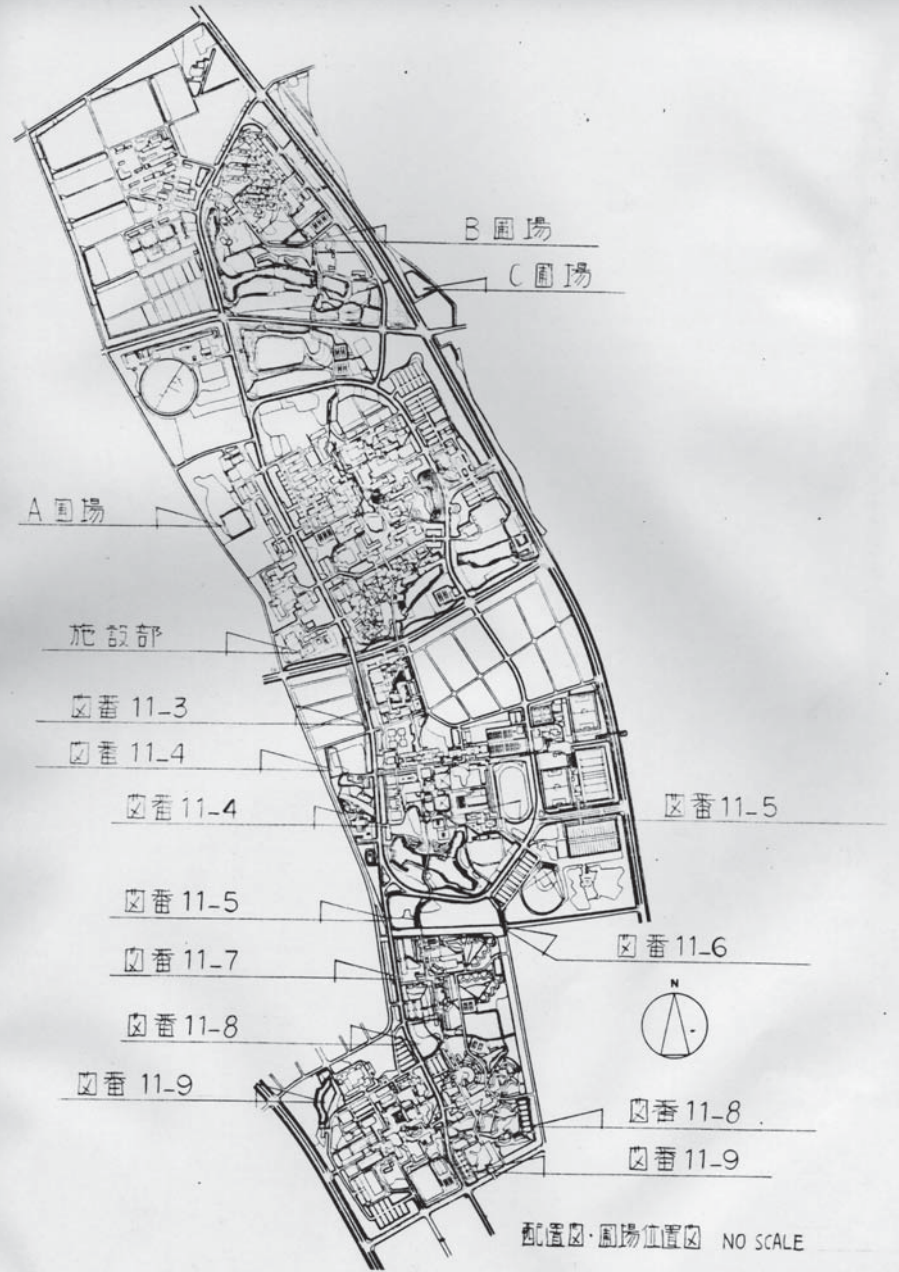 B圃場
C圃場
A圃場
施設部
図番 11-3
図番 11-4
図番 11-4
図番 11-5
図番 11-5
図番 11-6
図番 11-7
N
図番 11-8
図番 11-9
図番 11-8
図番 11-9
配置図・圃場位置図 NO SCALE